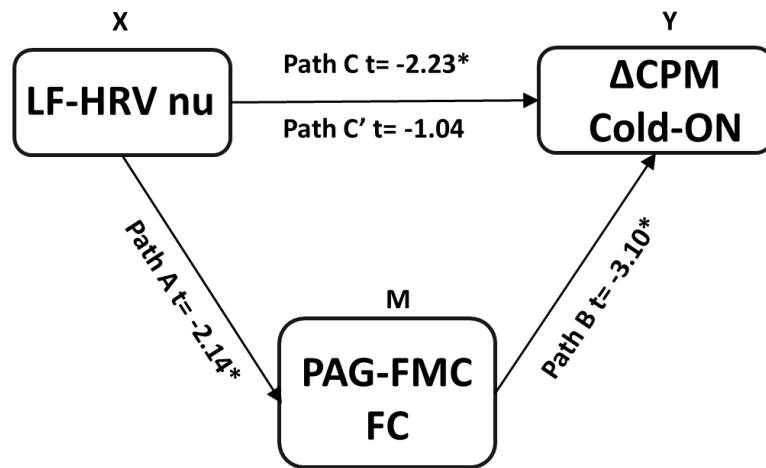 X
Y
LF-HRV nu
Path C t= -2.23*
Path C’ t= -1.04
ΔCPM
Cold-ON
Path A t= -2.14*
Path B t= -3.10*
M
PAG-FMC
FC